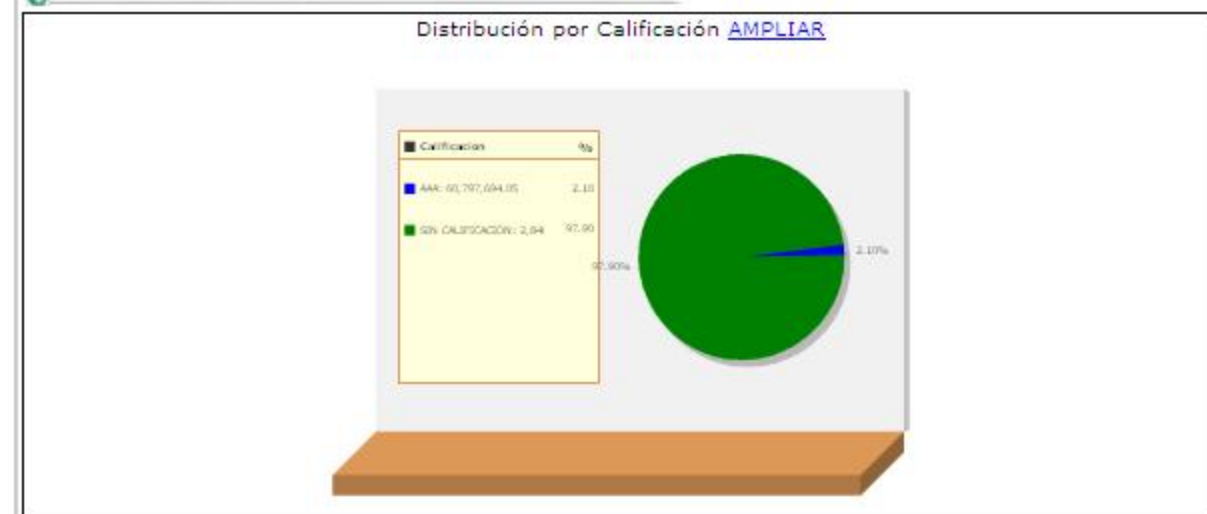 Distribución por Calificación AMPLIAR
Calificacion %
AAA: 60,797,694.05 2.10
SIN CALIFICACION: 2,84 97.90
97.90%
2.10%